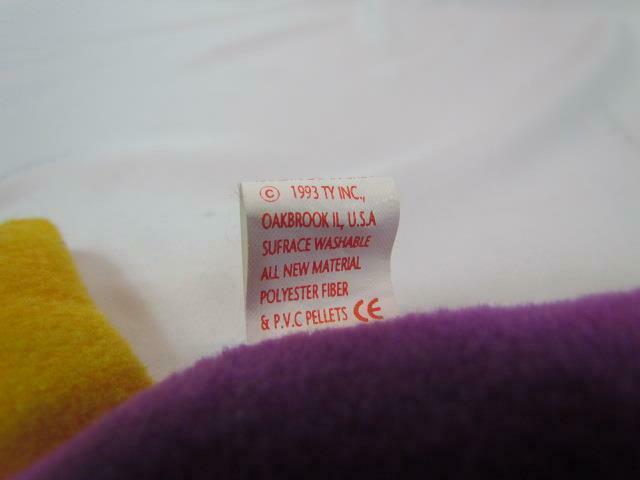 © 1993 TY INC.,
OAKBROOK IL, U.S.A
SUFRACE WASHABLE
ALL NEW MATERIAL
POLYESTER FIBER
& P.V.C PELLETS CE